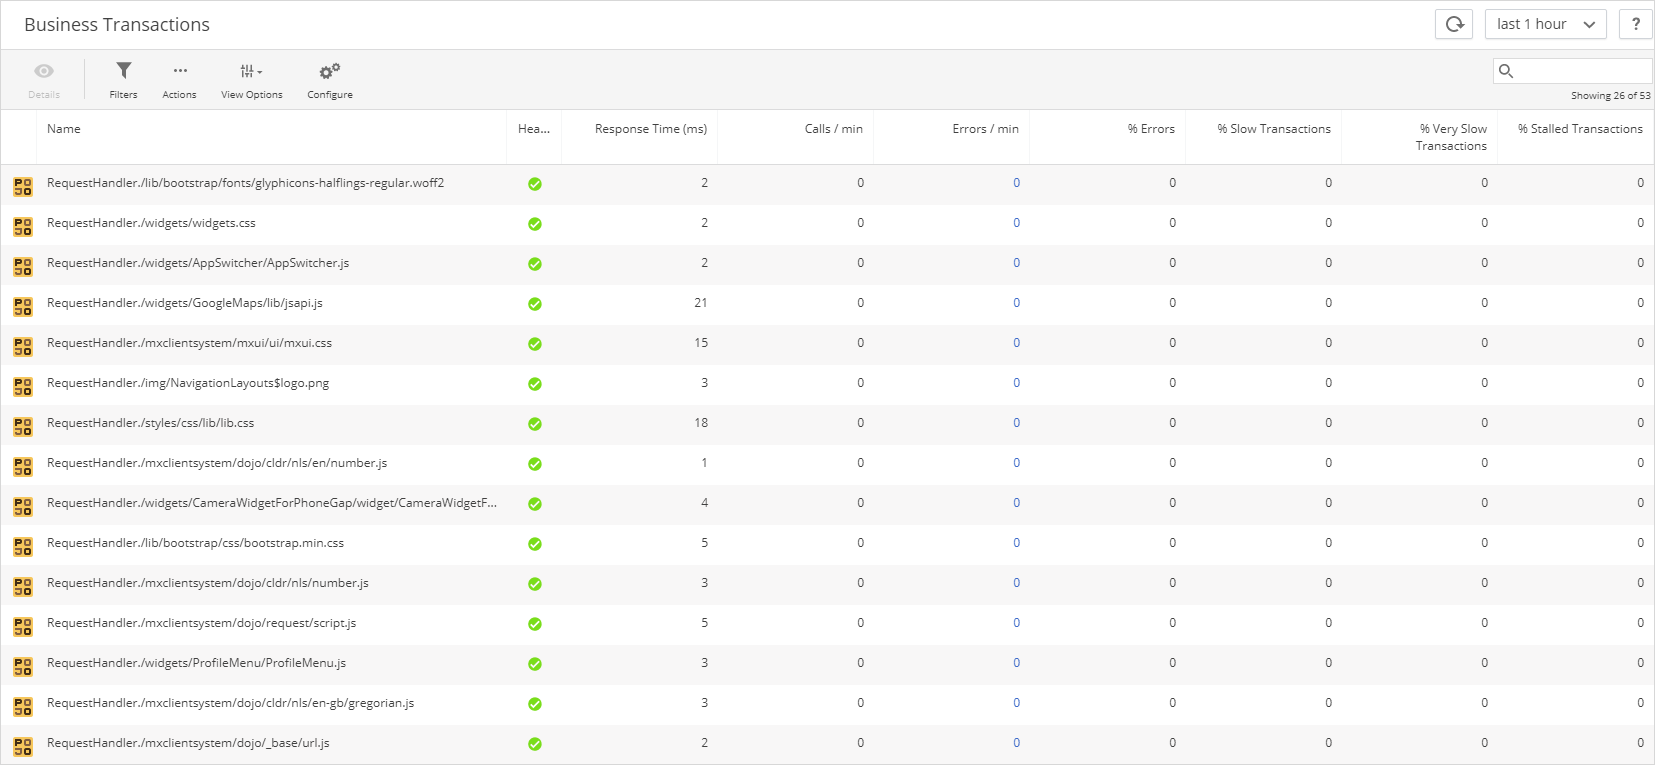 Business Transactions
last 1 hour
?
Details
Filters
Actions
View Options
Configure
Showing 26 of 53
Name Hea... Response Time (ms) Calls / min Errors / min % Errors % Slow Transactions % Very Slow Transactions % Stalled Transactions
RequestHandler./lib/bootstrap/fonts/glyphicons-halflings-regular.woff2 2 0 0 0 0 0 0
RequestHandler./widgets/widgets.css 2 0 0 0 0 0 0
RequestHandler./widgets/AppSwitcher/AppSwitcher.js 2 0 0 0 0 0 0
RequestHandler./widgets/GoogleMaps/lib/jsapi.js 21 0 0 0 0 0 0
RequestHandler./mxclientsystem/mxui/ui/mxui.css 15 0 0 0 0 0 0
RequestHandler./img/NavigationLayouts$logo.png 3 0 0 0 0 0 0
RequestHandler./styles/css/lib/lib.css 18 0 0 0 0 0 0
RequestHandler./mxclientsystem/dojo/cldr/nls/en/number.js 1 0 0 0 0 0 0
RequestHandler./widgets/CameraWidgetForPhoneGap/widget/CameraWidgetF... 4 0 0 0 0 0 0
RequestHandler./lib/bootstrap/css/bootstrap.min.css 5 0 0 0 0 0 0
RequestHandler./mxclientsystem/dojo/cldr/nls/number.js 3 0 0 0 0 0 0
RequestHandler./mxclientsystem/dojo/request/script.js 5 0 0 0 0 0 0
RequestHandler./widgets/ProfileMenu/ProfileMenu.js 3 0 0 0 0 0 0
RequestHandler./mxclientsystem/dojo/cldr/nls/en-gb/gregorian.js 3 0 0 0 0 0 0
RequestHandler./mxclientsystem/dojo/_base/url.js 2 0 0 0 0 0 0